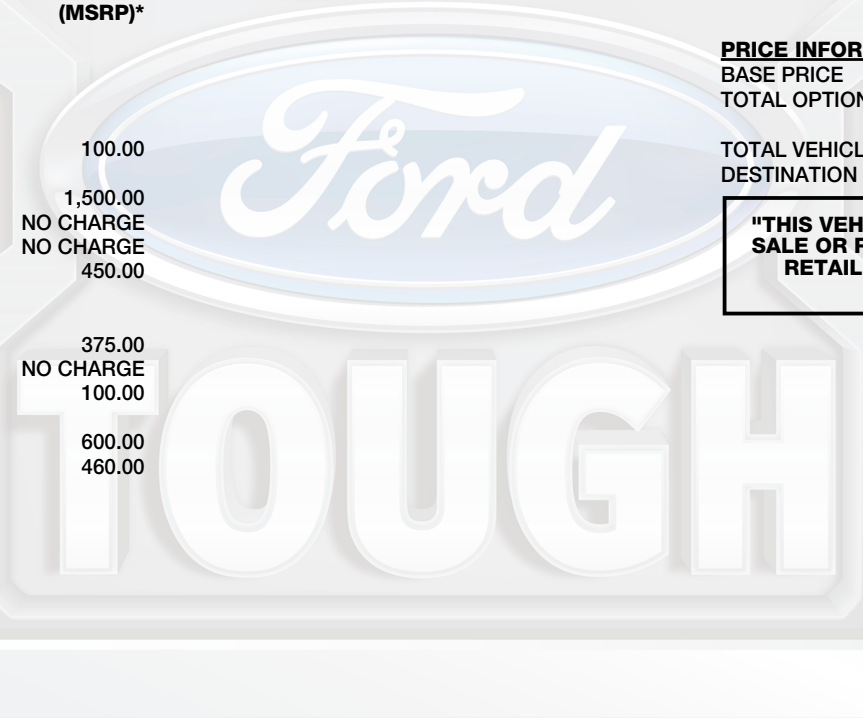 (MSRP)*
100.00
1,500.00
NO CHARGE
NO CHARGE
450.00
375.00
NO CHARGE
100.00
600.00
460.00
Ford
TOUGH
PRICE INFOR
BASE PRICE
TOTAL OPTION
TOTAL VEHICL
DESTINATION
"THIS VEH
SALE OR
RETAIL